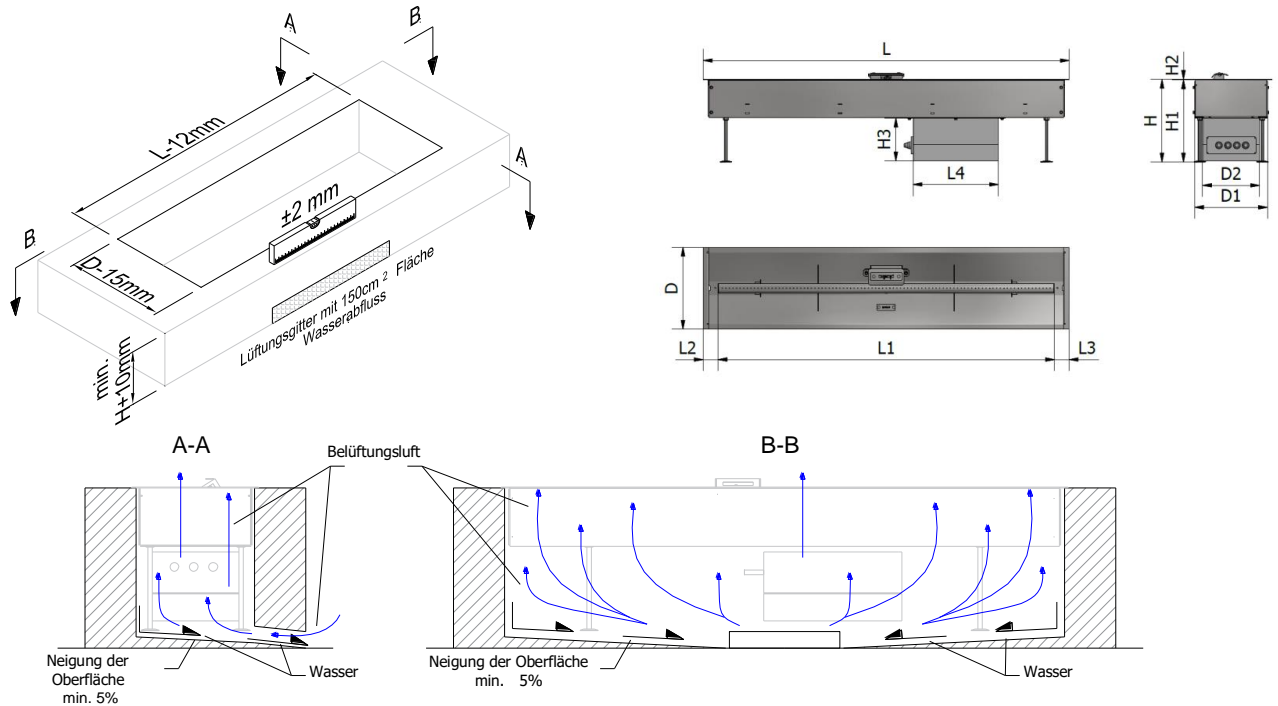 A
B
A
B
L-12mm
±2 mm
D-15mm
Lüftungsgitter mit 150cm² Fläche
Wasserabfluss
min.
H+10mm
L
H3
L4
H2
H
H1
D2
D1
D
L2
L1
L3
A-A
Belüftungsluft
B-B
Neigung der
Oberfläche
min. 5%
Wasser
Neigung der Oberfläche
min. 5%
Wasser